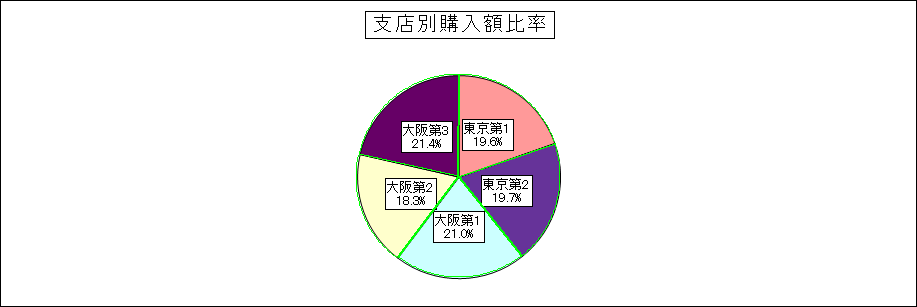 支店別購入額比率
東京第1
19.6%
東京第2
19.7%
大阪第1
21.0%
大阪第2
18.3%
大阪第3
21.4%